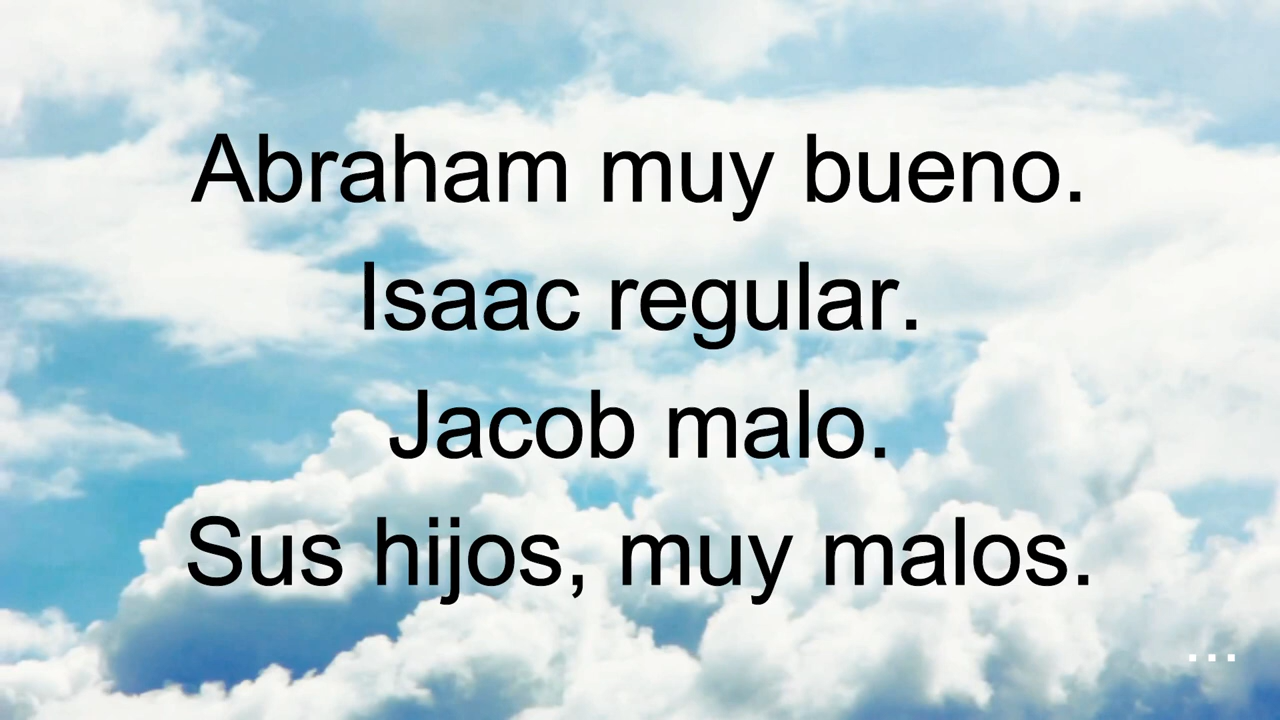 Abraham muy bueno.
Isaac regular.
Jacob malo.
Sus hijos, muy malos.
...